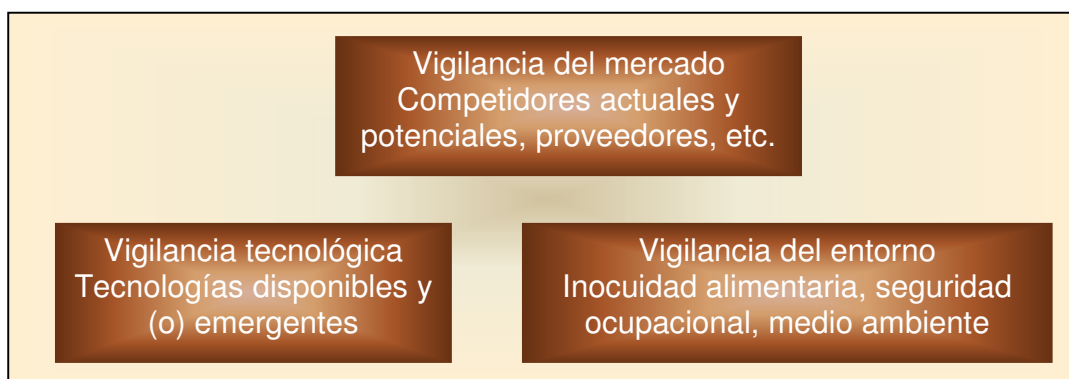 Vigilancia del mercado
Competidores actuales y
potenciales, proveedores, etc.
Vigilancia tecnológica
Tecnologías disponibles y
(o) emergentes
Vigilancia del entorno
Inocuidad alimentaria, seguridad
ocupacional, medio ambiente